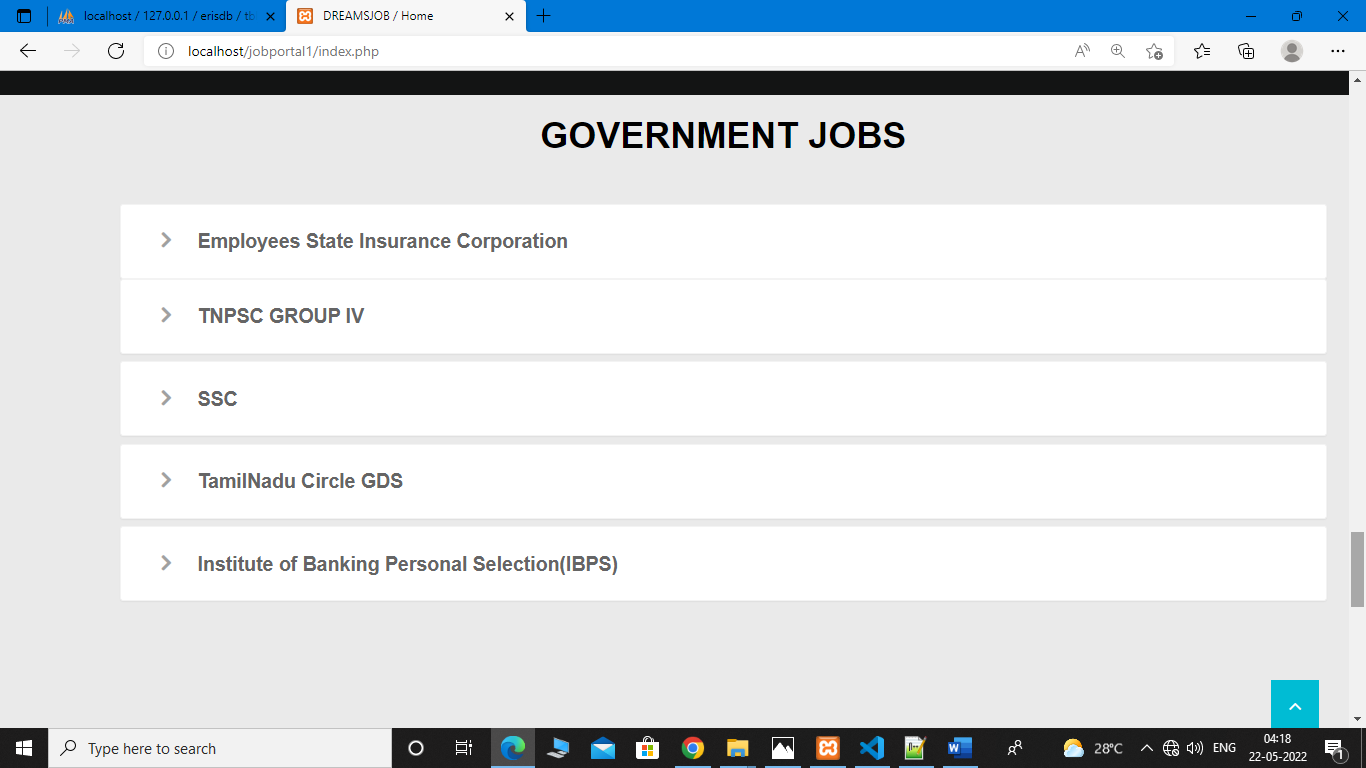 localhost / 127.0.0.1 / erisdb / tb
DREAMSJOB / Home
localhost/jobportal1/index.php
GOVERNMENT JOBS
Employees State Insurance Corporation
TNPSC GROUP IV
SSC
TamilNadu Circle GDS
Institute of Banking Personal Selection(IBPS)
Type here to search
28°C
ENG
04:18
22-05-2022
1